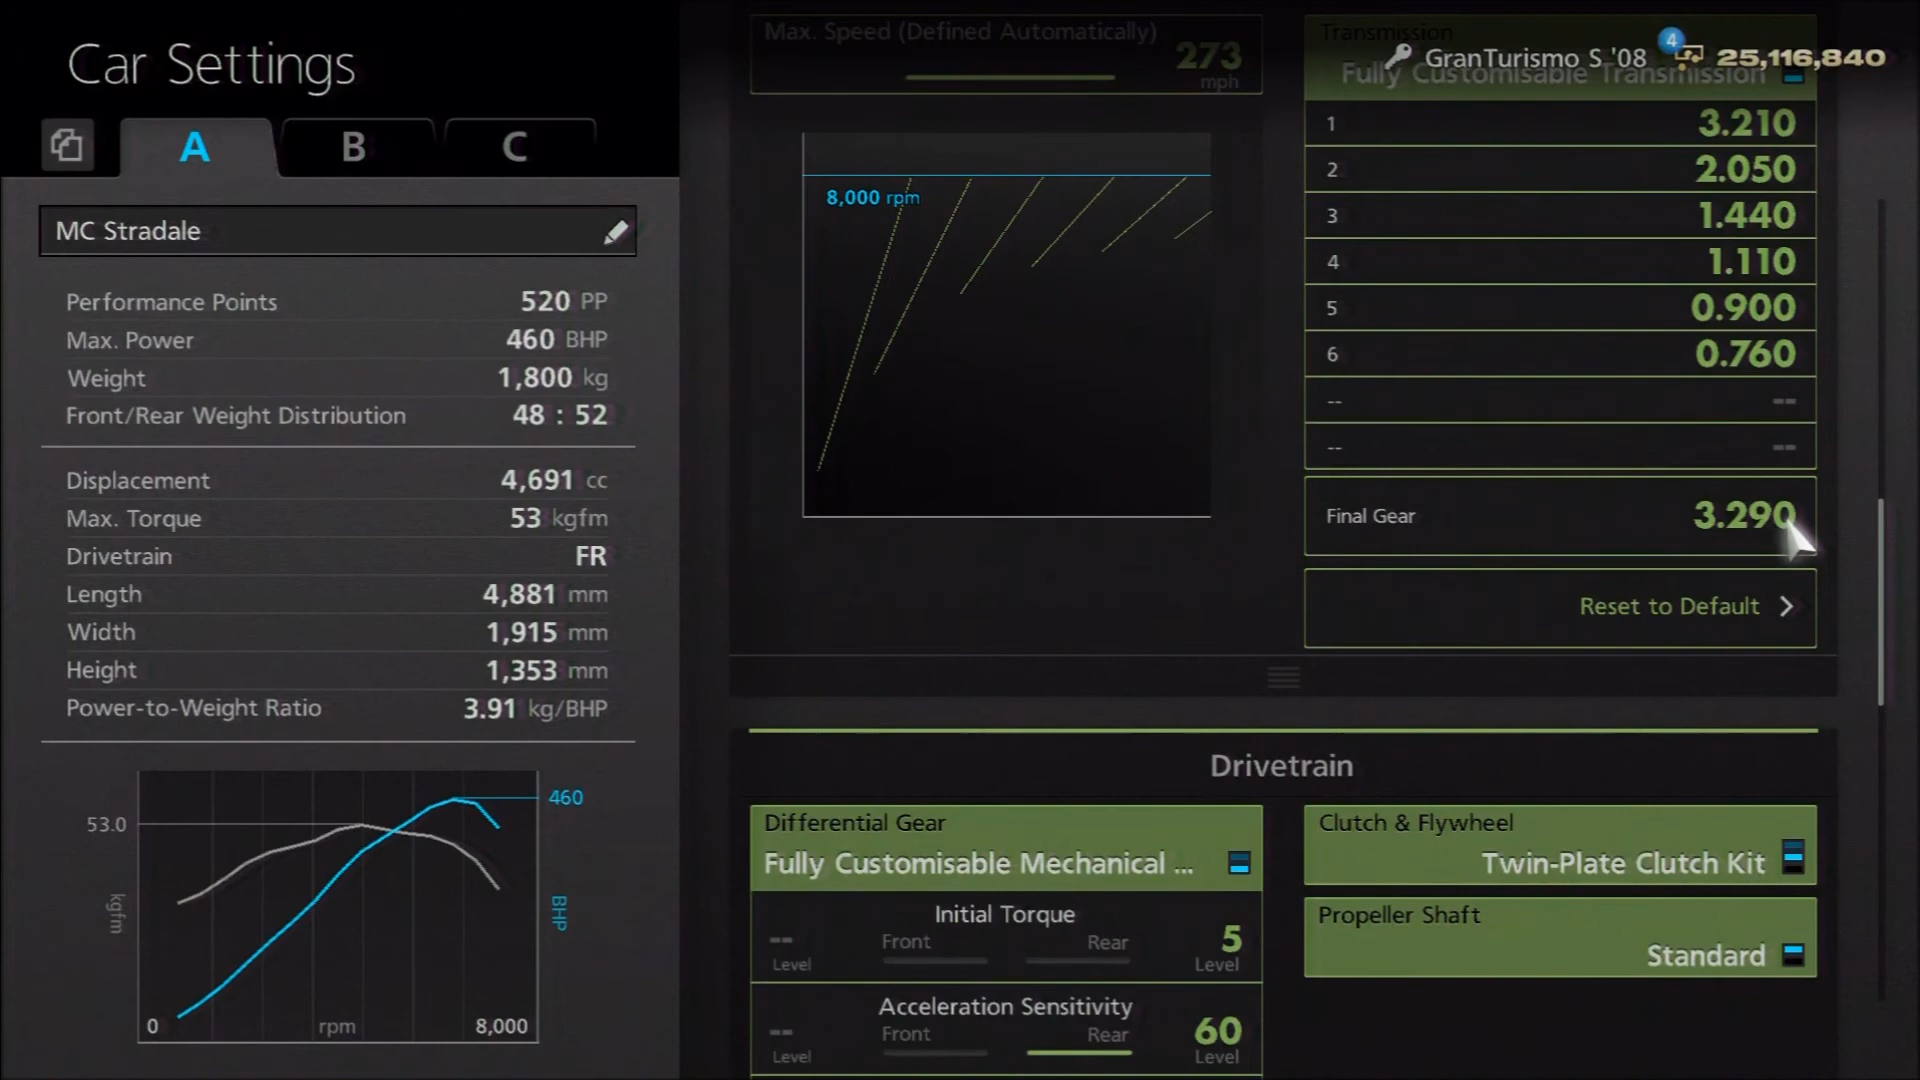 Car Settings
A
B
C
MC Stradale
Performance Points 520 PP
Max. Power 460 BHP
Weight 1,800 kg
Front/Rear Weight Distribution 48 : 52
Displacement 4,691 cc
Max. Torque 53 kgfm
Drivetrain FR
Length 4,881 mm
Width 1,915 mm
Height 1,353 mm
Power-to-Weight Ratio 3.91 kg/BHP
460
53.0
kgfm
BHP
0 rpm 8,000
Max. Speed (Defined Automatically)
273
mph
8,000 rpm
GranTurismo S '08 4 25,116,840
Transmission
Fully Customisable Transmission
1 3.210
2 2.050
3 1.440
4 1.110
5 0.900
6 0.760
-- --
-- --
Final Gear 3.290
Reset to Default
Drivetrain
Differential Gear
Fully Customisable Mechanical ...
Initial Torque
-- Front Rear 5
Level Level
Acceleration Sensitivity
-- Front Rear 60
Level Level
Clutch & Flywheel
Twin-Plate Clutch Kit
Propeller Shaft
Standard